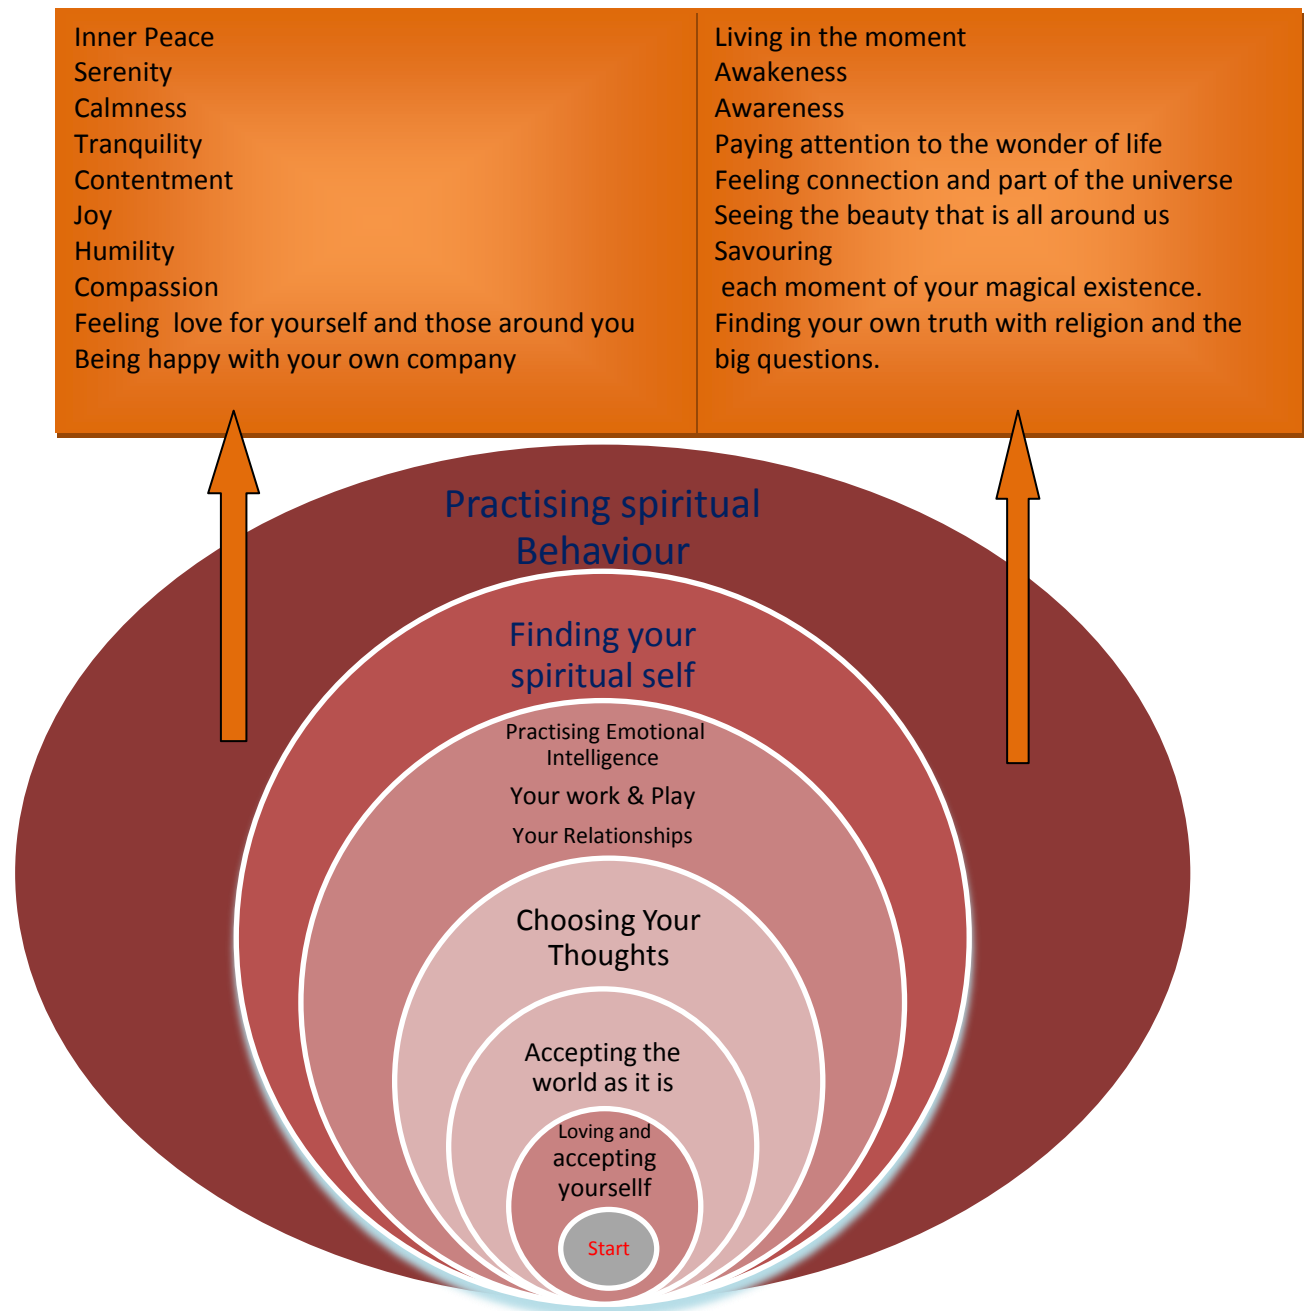 Inner Peace
Serenity
Calmness
Tranquility
Contentment
Joy
Humility
Compassion
Feeling  love for yourself and those around you
Being happy with your own company
Living in the moment
Awakeness
Awareness
Paying attention to the wonder of life
Feeling connection and part of the universe
Seeing the beauty that is all around us
Savouring
each moment of your magical existence.
Finding your own truth with religion and the
big questions.
Practising spiritual
Behaviour
Finding your
spiritual self
Practising Emotional
Intelligence
Your work & Play
Your Relationships
Choosing Your
Thoughts
Accepting the
world as it is
Loving and
accepting
yoursellf
Start